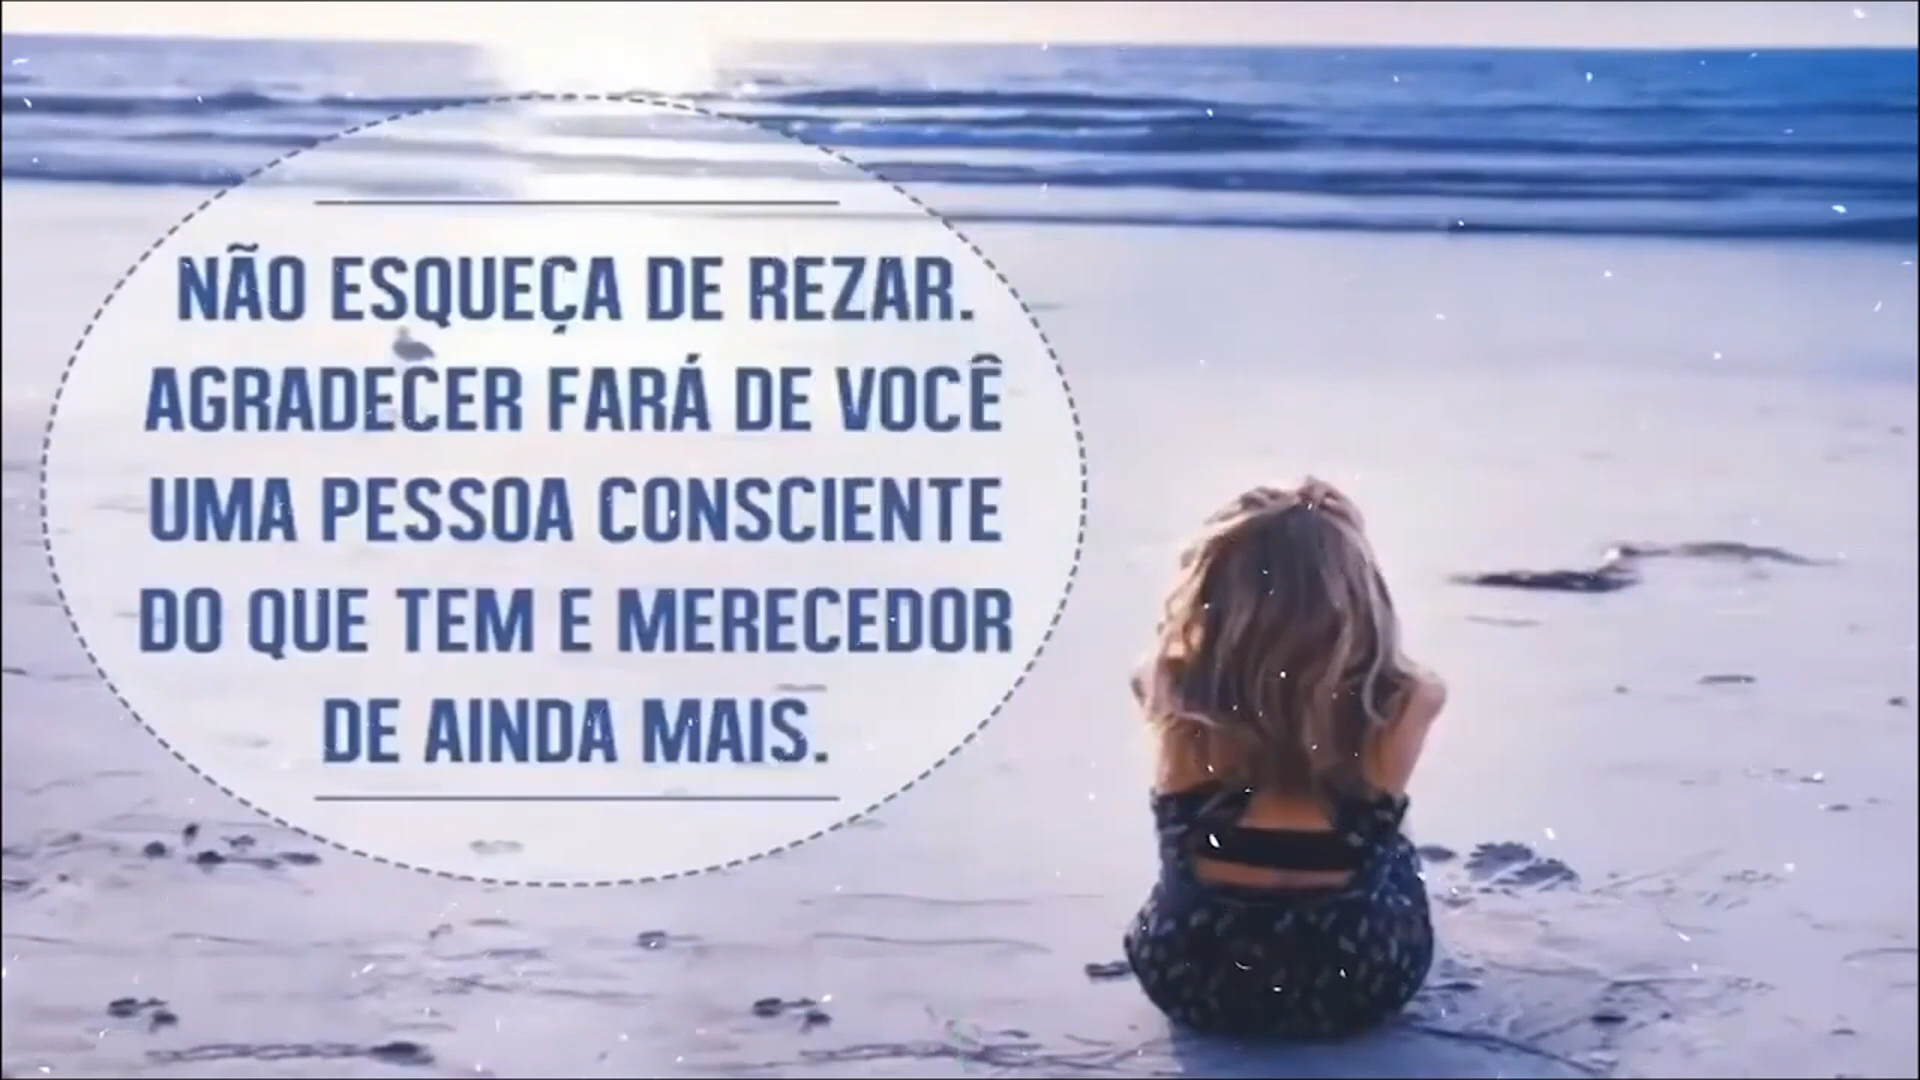 NÃO ESQUEÇA DE REZAR.
AGRADECER FARÁ DE VOCÊ
UMA PESSOA CONSCIENTE
DO QUE TEM E MERECEDOR
DE AINDA MAIS.